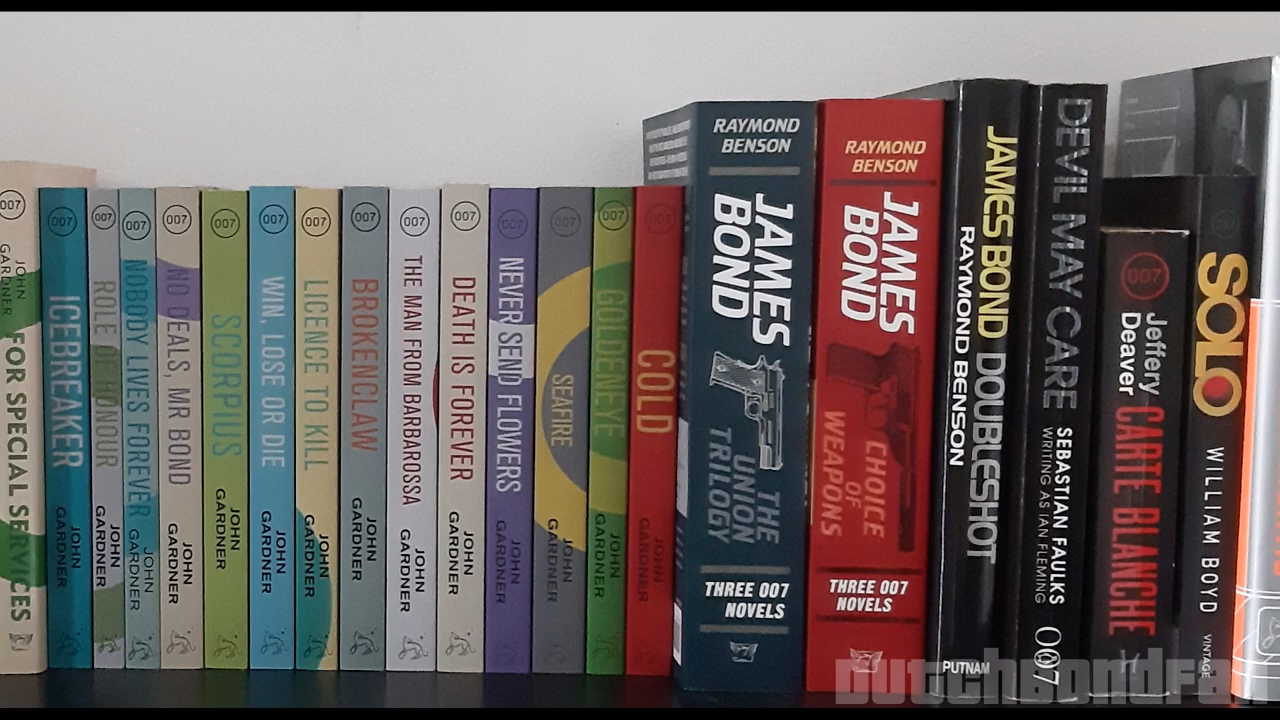 007
JOHN
GARDNER
FOR SPECIAL SERVICES
007
ICEBREAKER
JOHN
GARDNER
007
ROLE OF HONOUR
JOHN
GARDNER
007
NOBODY LIVES FOREVER
JOHN
GARDNER
007
NO DEALS, MR BOND
JOHN
GARDNER
007
SCORPIUS
JOHN
GARDNER
007
WIN, LOSE OR DIE
JOHN
GARDNER
007
LICENCE TO KILL
JOHN
GARDNER
007
BROKENCLAW
JOHN
GARDNER
007
THE MAN FROM BARBAROSSA
JOHN
GARDNER
007
DEATH IS FOREVER
JOHN
GARDNER
007
NEVER SEND FLOWERS
JOHN
GARDNER
007
SEAFIRE
JOHN
GARDNER
007
GOLDENEYE
JOHN
GARDNER
007
COLD
JOHN
GARDNER
RAYMOND
BENSON
JAMES
BOND
THE
UNION
TRILOGY
THREE 007
NOVELS
RAYMOND
BENSON
JAMES
BOND
CHOICE
OF
WEAPONS
THREE 007
NOVELS
JAMES BOND DOUBLESHOT
RAYMOND BENSON
PUTNAM
DEVIL MAY CARE
SEBASTIAN FAULKS
WRITING AS IAN FLEMING
007
007
Jeffery
Deaver
CARTE BLANCHE
007
SOLO
WILLIAM BOYD
VINTAGE
DUTCHBONDFAN